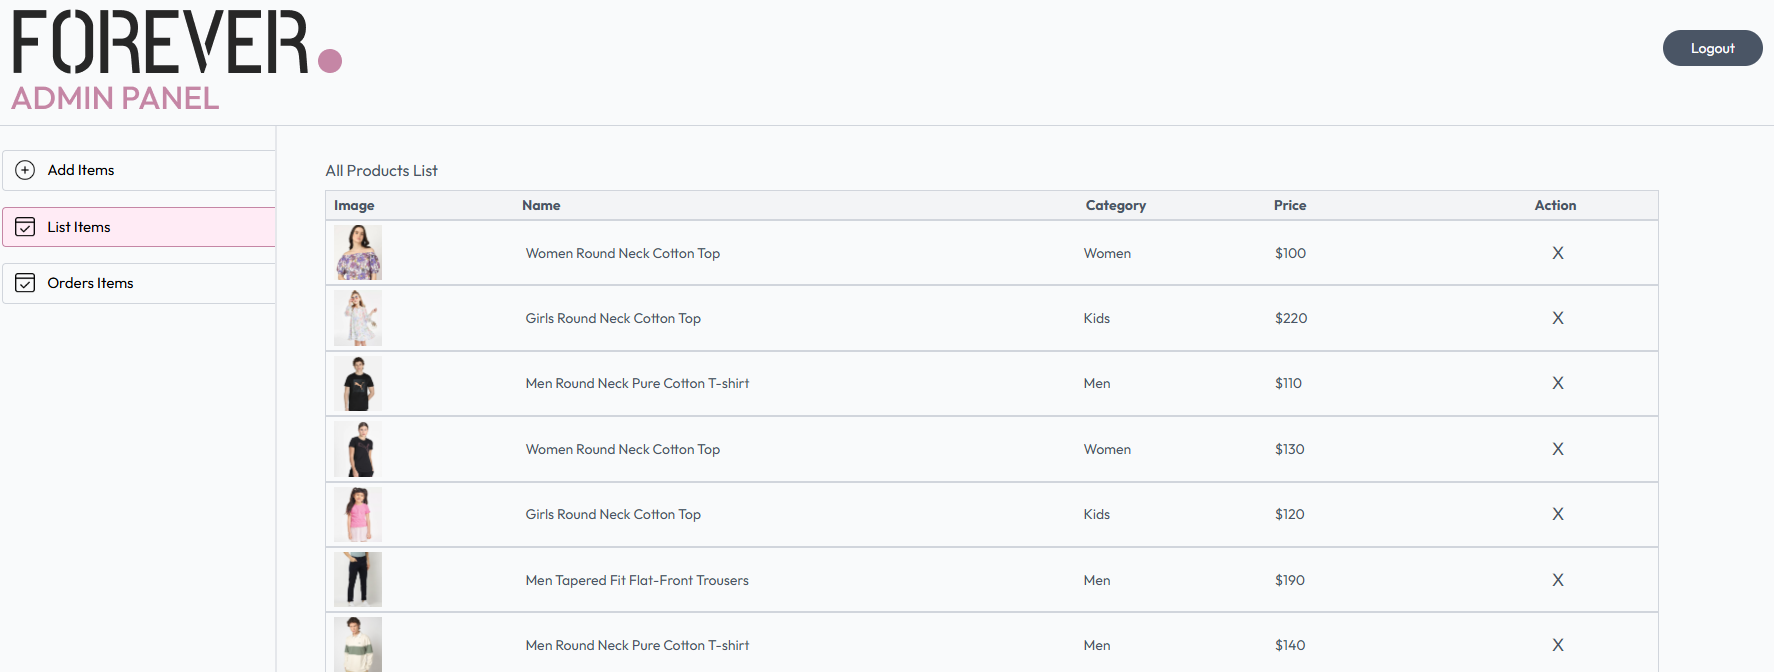 FOREVER.
ADMIN PANEL
Logout
Add Items
List Items
Orders Items
All Products List
Image Name Category Price Action
Women Round Neck Cotton Top Women $100 X
Girls Round Neck Cotton Top Kids $220 X
Men Round Neck Pure Cotton T-shirt Men $110 X
Women Round Neck Cotton Top Women $130 X
Girls Round Neck Cotton Top Kids $120 X
Men Tapered Fit Flat-Front Trousers Men $190 X
Men Round Neck Pure Cotton T-shirt Men $140 X